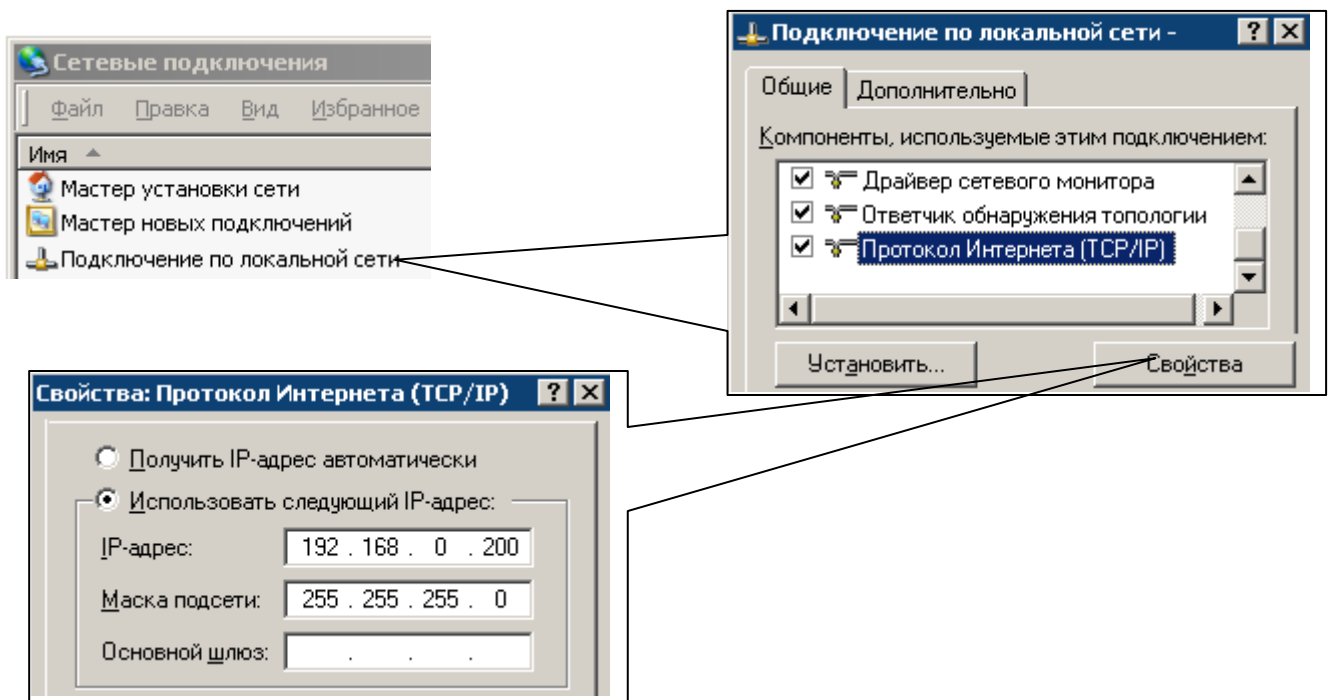 Сетевые подключения
Файл Правка Вид Избранное
Имя
Мастер установки сети
Мастер новых подключений
Подключение по локальной сети
Подключение по локальной сети -
Общие Дополнительно
Компоненты, используемые этим подключением:
Драйвер сетевого монитора
Ответчик обнаружения топологии
Протокол Интернета (TCP/IP)
Установить... Свойства
Свойства: Протокол Интернета (TCP/IP)
Получить IP-адрес автоматически
Использовать следующий IP-адрес:
IP-адрес: 192 . 168 . 0 . 200
Маска подсети: 255 . 255 . 255 . 0
Основной шлюз: . . .